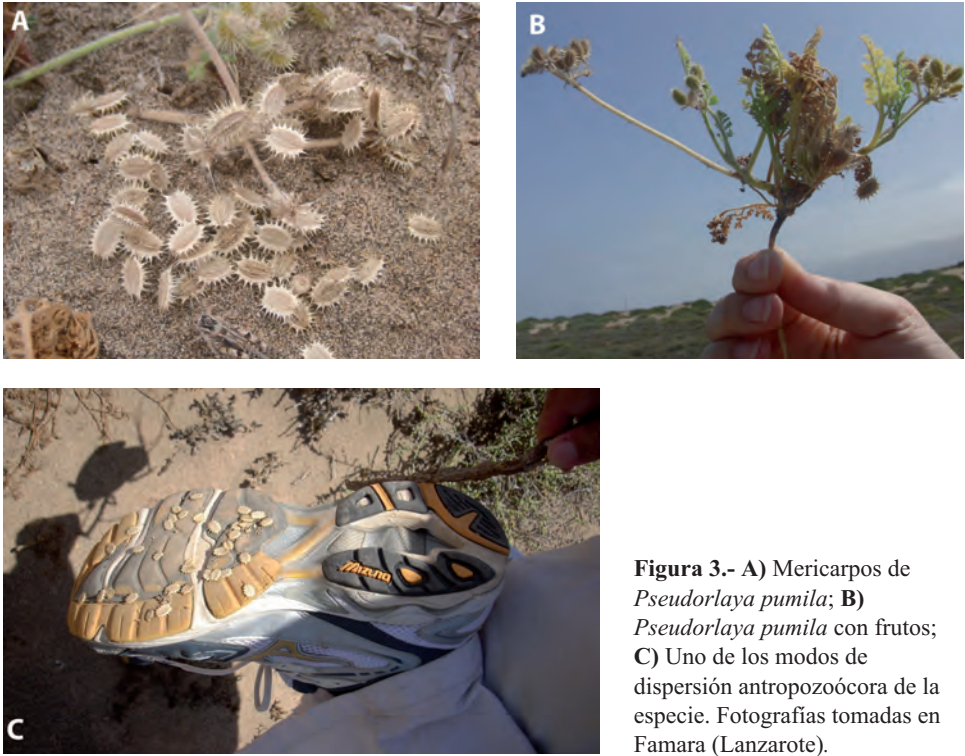 A
B
C
Mizuno
Figura 3.- A) Mericarpos de
Pseudorlaya pumila; B)
Pseudorlaya pumila con frutos;
C) Uno de los modos de
dispersión antropozoócora de la
especie. Fotografías tomadas en
Famara (Lanzarote).